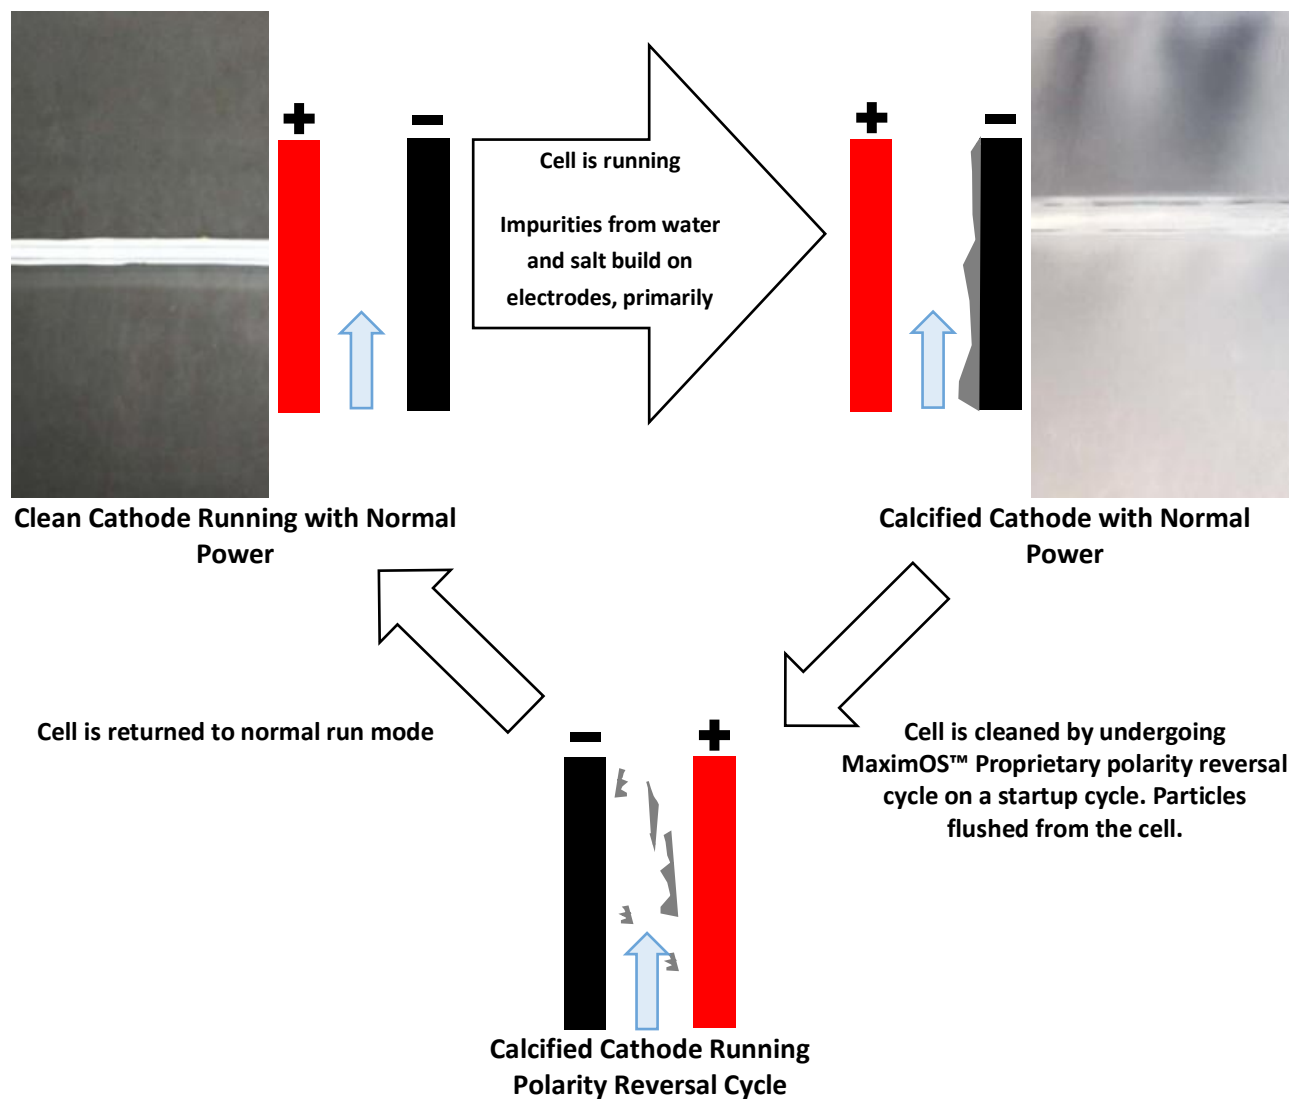 +
−
Cell is running
Impurities from water
and salt build on
electrodes, primarily
+
−
Clean Cathode Running with Normal
Power
Calcified Cathode with Normal
Power
Cell is returned to normal run mode
−
+
Cell is cleaned by undergoing
MaximOS™ Proprietary polarity reversal
cycle on a startup cycle. Particles
flushed from the cell.
Calcified Cathode Running
Polarity Reversal Cycle